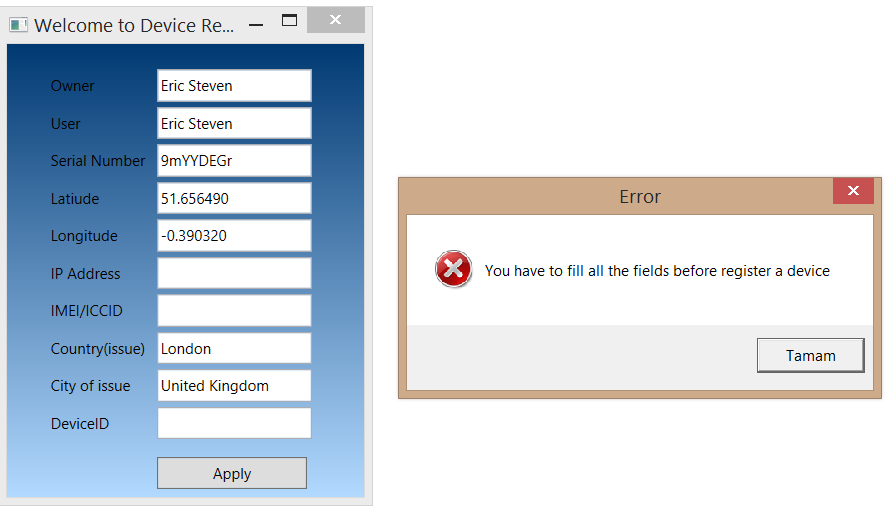 Welcome to Device Re...
Owner Eric Steven
User Eric Steven
Serial Number 9mYYDEGr
Latiude 51.656490
Longitude -0.390320
IP Address
IMEI/ICCID
Country(issue) London
City of issue United Kingdom
DeviceID
Apply
Error
You have to fill all the fields before register a device
Tamam